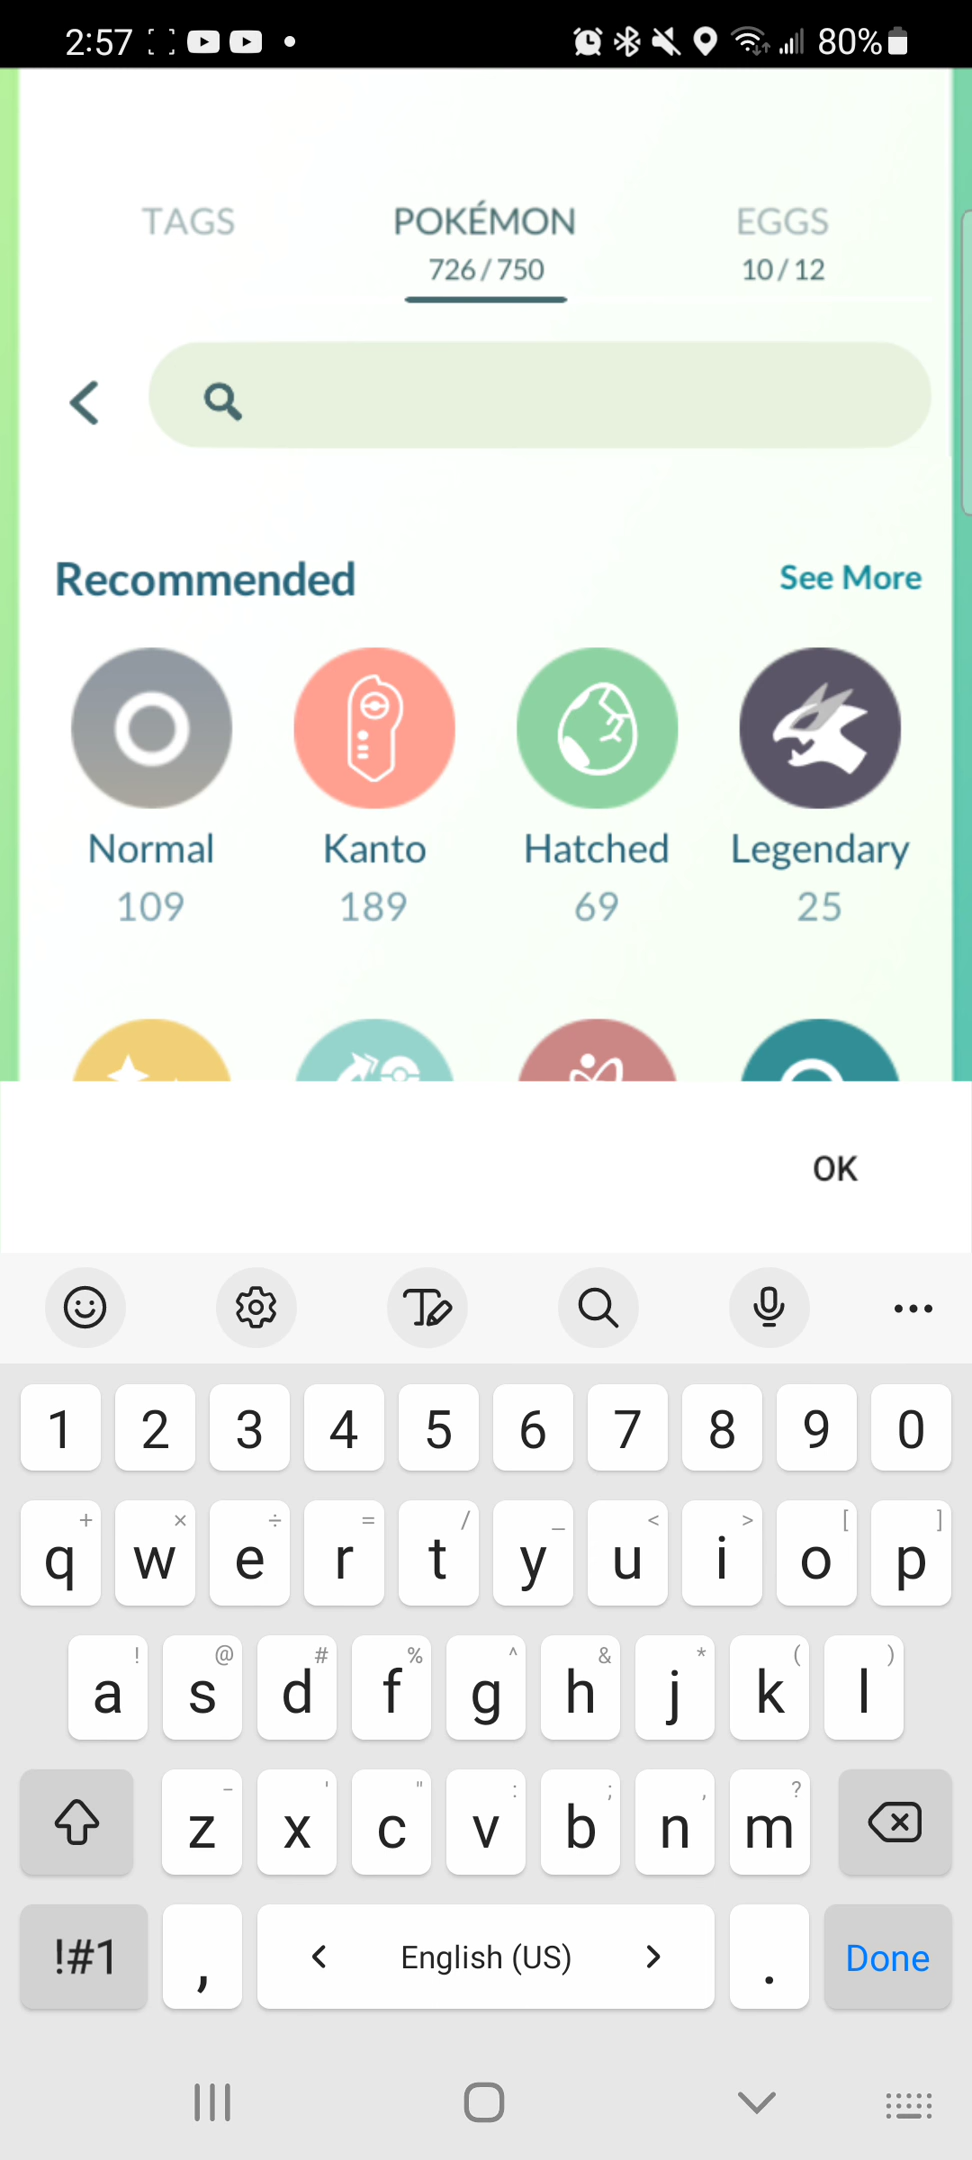 2:57 80%
TAGS POKÉMON EGGS
726/750 10/12
Recommended See More
Normal Kanto Hatched Legendary
109 189 69 25
OK
1 2 3 4 5 6 7 8 9 0
+ × ÷ = / _ < > [ ]
q w e r t y u i o p
! @ # % ^ & * ( )
a s d f g h j k l
- ' " : ; , ?
z x c v b n m
!#1 , < English (US) > . Done